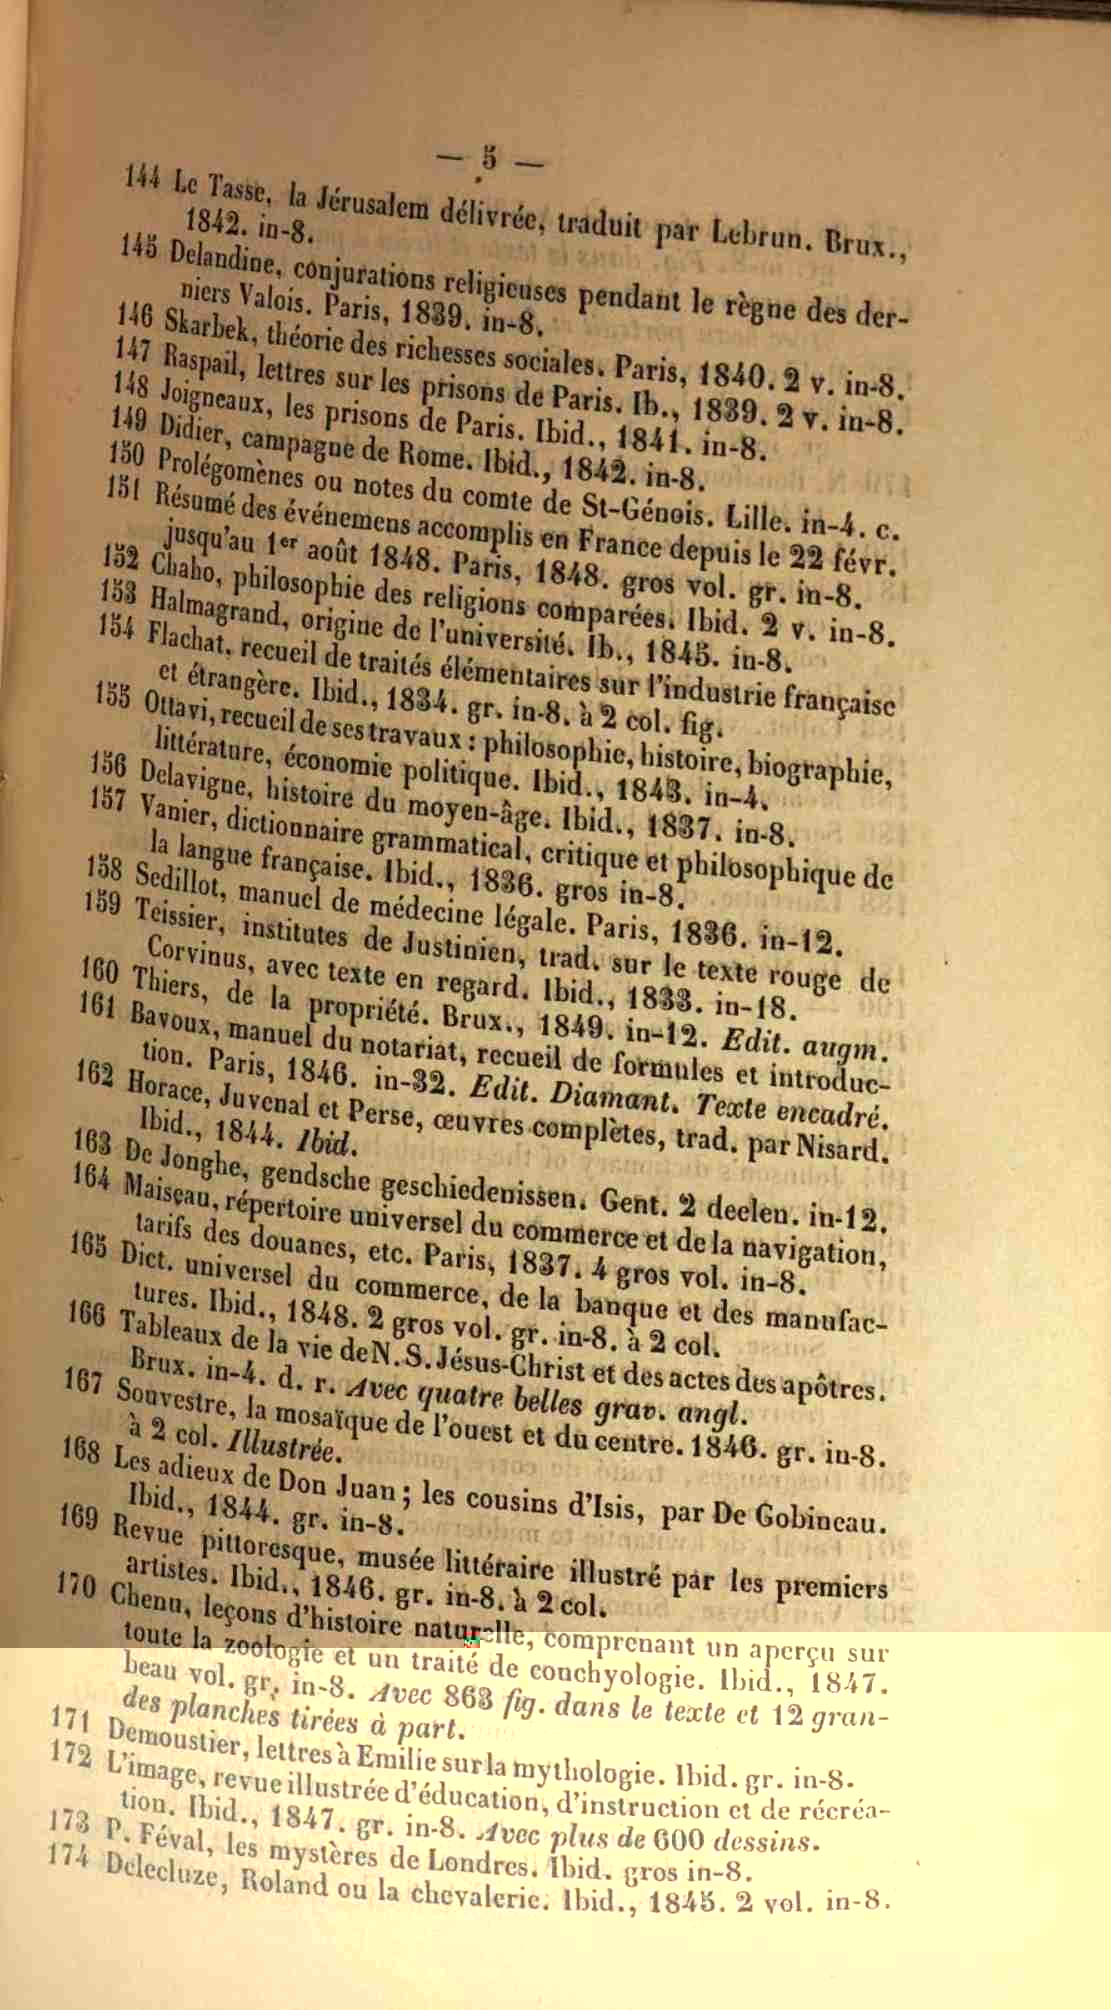 — 5 —
144 Le Tasse, la Jérusalem délivrée, traduit par Lebrun. Brux.,
1842. in-8.
145 Delandine, conjurations religieuses pendant le règne des der-
niers Valois. Paris, 1839. in-8.
146 Skarbek, théorie des richesses sociales. Paris, 1840. 2 v. in-8.
147 Raspail, lettres sur les prisons de Paris. Ib., 1839. 2 v. in-8.
148 Joigneaux, les prisons de Paris. Ibid., 1841. in-8.
149 Didier, campagne de Rome. Ibid., 1842. in-8.
150 Prolégomènes ou notes du comte de St-Génois. Lille. in-4. c.
151 Résumé des événemens accomplis en France depuis le 22 févr.
jusqu'au 1er août 1848. Paris, 1848. gros vol. gr. in-8.
152 Chaho, philosophie des religions comparées. Ibid. 2 v. in-8.
153 Halmagrand, origine de l'université. Ib., 1845. in-8.
154 Flachat, recueil de traités élémentaires sur l'industrie française
et étrangère. Ibid., 1834. gr. in-8. à 2 col. fig.
155 Ottavi, recueil de ses travaux : philosophie, histoire, biographie,
littérature, économie politique. Ibid., 1843. in-4.
156 Delavigne, histoire du moyen-âge. Ibid., 1837. in-8.
157 Vanier, dictionnaire grammatical, critique et philosophique de
la langue française. Ibid., 1836. gros in-8.
158 Sedillot, manuel de médecine légale. Paris, 1836. in-12.
159 Teissier, institutes de Justinien, trad. sur le texte rouge de
Corvinus, avec texte en regard. Ibid., 1833. in-18.
160 Thiers, de la propriété. Brux., 1849. in-12. Edit. augm.
161 Bavoux, manuel du notariat, recueil de formules et introduc-
tion. Paris, 1846. in-32. Edit. Diamant. Texte encadré.
162 Horace, Juvenal et Perse, œuvres complètes, trad. par Nisard.
Ibid., 1844. Ibid.
163 De Jonghe, gendsche geschiedenissen. Gent. 2 deelen. in-12.
164 Maiseau, répertoire universel du commerce et de la navigation,
tarifs des douanes, etc. Paris, 1837. 4 gros vol. in-8.
165 Dict. universel du commerce, de la banque et des manufac-
tures. Ibid., 1848. 2 gros vol. gr. in-8. à 2 col.
166 Tableaux de la vie de N. S. Jésus-Christ et des actes des apôtres.
Brux. in-4. d. r. Avec quatre belles grav. angl.
167 Souvestre, la mosaïque de l'ouest et du centre. 1846. gr. in-8.
à 2 col. Illustrée.
168 Les adieux de Don Juan ; les cousins d'Isis, par De Gobineau.
Ibid., 1844. gr. in-8.
169 Revue pittoresque, musée littéraire illustré par les premiers
artistes. Ibid., 1846. gr. in-8. à 2 col.
170 Chenu, leçons d'histoire naturelle, comprenant un aperçu sur
toute la zoologie et un traité de conchyologie. Ibid., 1847.
beau vol. gr. in-8. Avec 863 fig. dans le texte et 12 gran-
des planches tirées à part.
171 Demoustier, lettres à Emilie sur la mythologie. Ibid. gr. in-8.
172 L'image, revue illustrée d'éducation, d'instruction et de récréa-
tion. Ibid., 1847. gr. in-8. Avec plus de 600 dessins.
173 P. Féval, les mystères de Londres. Ibid. gros in-8.
174 Delecluze, Roland ou la chevalerie. Ibid., 1845. 2 vol. in-8.